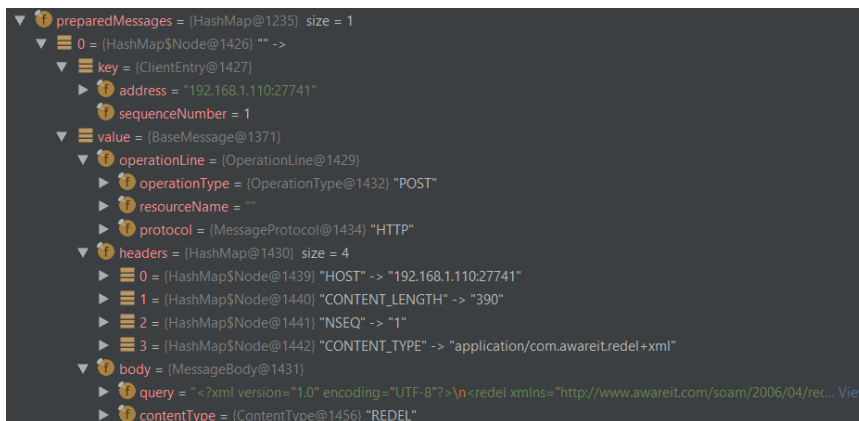 preparedMessages = {HashMap@1235} size = 1
0 = {HashMap$Node@1426} "" ->
key = {ClientEntry@1427}
address = "192.168.1.110:27741"
sequenceNumber = 1
value = {BaseMessage@1371}
operationLine = {OperationLine@1429}
operationType = {OperationType@1432} "POST"
resourceName = ""
protocol = {MessageProtocol@1434} "HTTP"
headers = {HashMap@1430} size = 4
0 = {HashMap$Node@1439} "HOST" -> "192.168.1.110:27741"
1 = {HashMap$Node@1440} "CONTENT_LENGTH" -> "390"
2 = {HashMap$Node@1441} "NSEQ" -> "1"
3 = {HashMap$Node@1442} "CONTENT_TYPE" -> "application/com.awareit.redel+xml"
body = {MessageBody@1431}
query = "<?xml version="1.0" encoding="UTF-8"?>\n<redel xmlns="http://www.awareit.com/soam/2006/04/rec... Vie
contentType = {ContentType@1456} "REDEL"